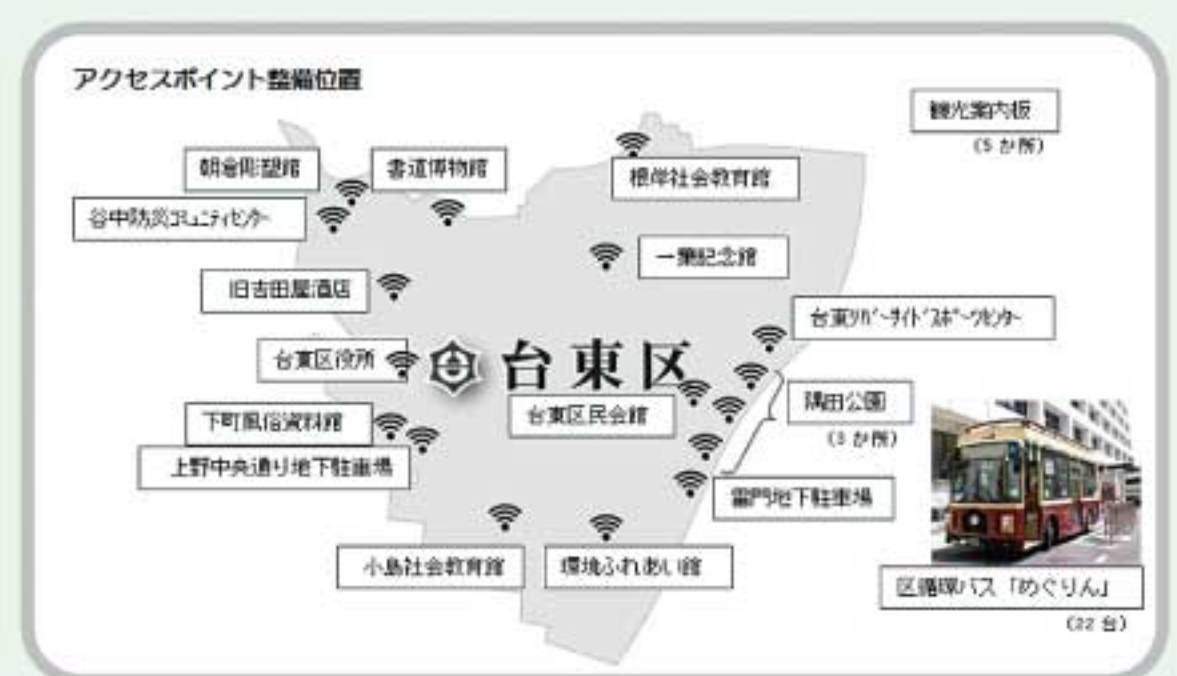 アクセスポイント整備位置
観光案内板
（5 か所）
朝倉彫塑館
書道博物館
根岸社会教育館
谷中防災コミュニティセンター
一葉記念館
旧吉田屋酒店
台東リバーサイドスポーツセンター
台東区役所
台東区
隅田公園
（3 か所）
台東区民会館
下町風俗資料館
上野中央通り地下駐車場
雷門地下駐車場
小島社会教育館
環境ふれあい館
区循環バス「めぐりん」
（22 台）